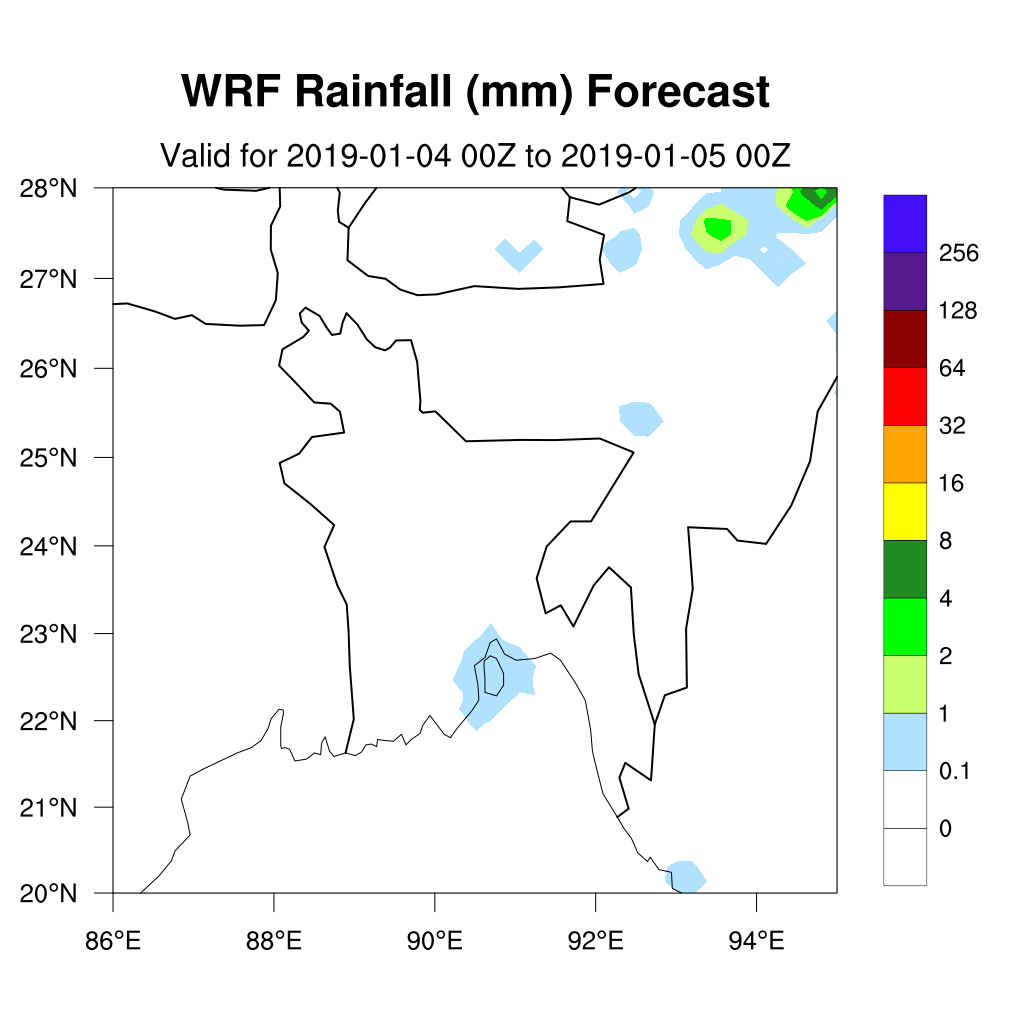 WRF Rainfall (mm) Forecast
Valid for 2019-01-04 00Z to 2019-01-05 00Z
28°N
27°N
26°N
25°N
24°N
23°N
22°N
21°N
20°N
86°E 88°E 90°E 92°E 94°E
256
128
64
32
16
8
4
2
1
0.1
0